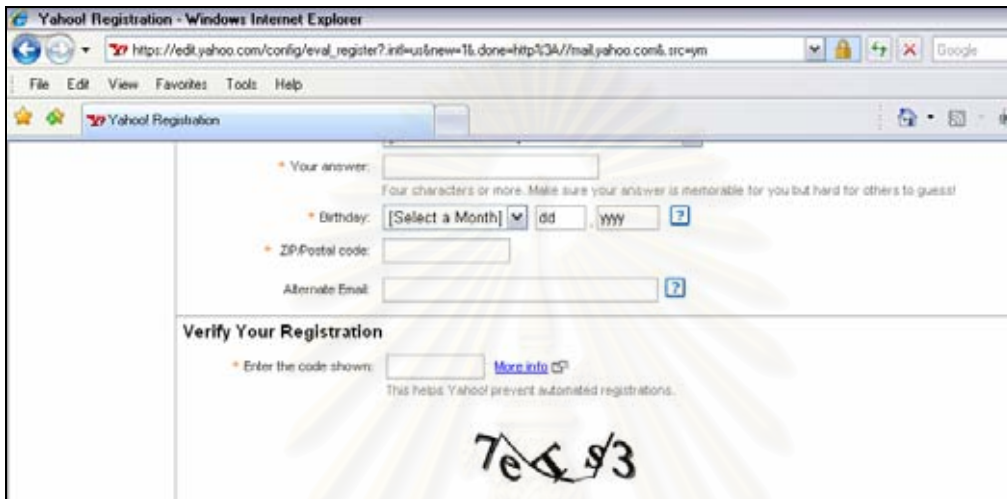 Yahoo! Registration - Windows Internet Explorer
https://edit.yahoo.com/config/eval_register?.intl=us&new=1&.done=http%3A//mail.yahoo.com&.src=ym
Google
File Edit View Favorites Tools Help
Yahoo! Registration
* Your answer:
Four characters or more. Make sure your answer is memorable for you but hard for others to guess!
* Birthday: [Select a Month] dd , yyyy ?
* ZIP/Postal code:
Alternate Email: ?
Verify Your Registration
* Enter the code shown: More info
This helps Yahoo! prevent automated registrations.